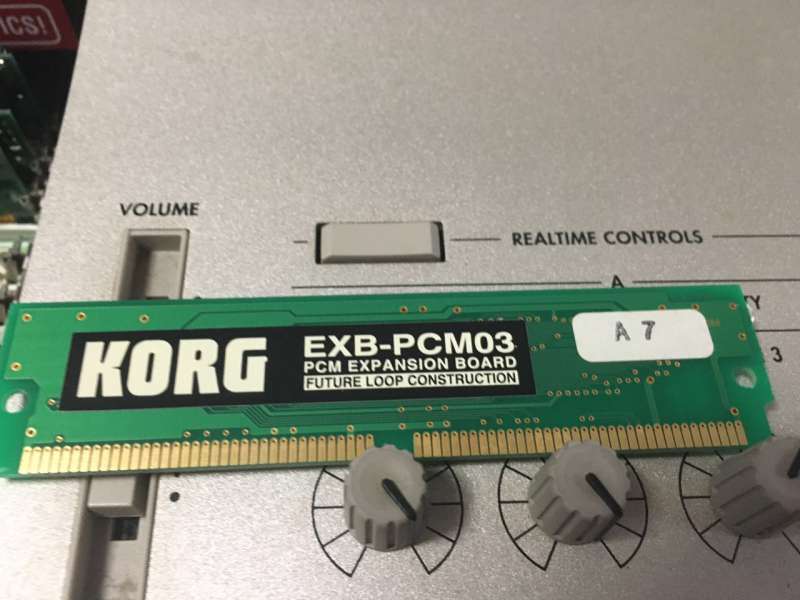 ICS!
VOLUME
REALTIME CONTROLS
A
TY
3
KORG
EXB-PCM03
PCM EXPANSION BOARD
FUTURE LOOP CONSTRUCTION
A 7